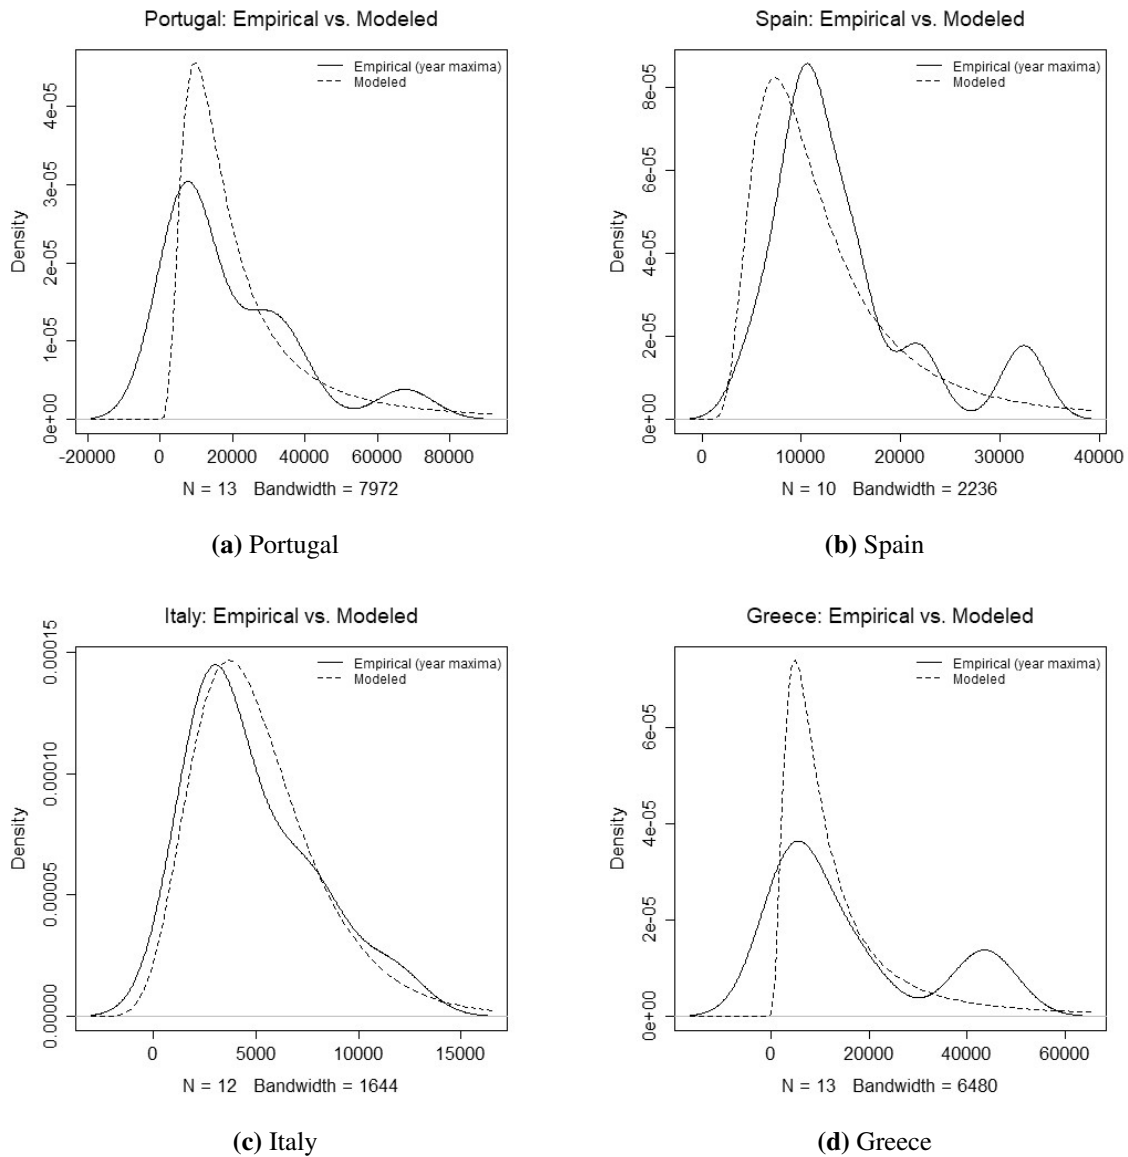 Portugal: Empirical vs. Modeled
Empirical (year maxima)
Modeled
Density
0e+00 1e-05 2e-05 3e-05 4e-05
-20000 0 20000 40000 60000 80000
N = 13 Bandwidth = 7972
(a) Portugal
Spain: Empirical vs. Modeled
Empirical (year maxima)
Modeled
Density
0e+00 2e-05 4e-05 6e-05 8e-05
0 10000 20000 30000 40000
N = 10 Bandwidth = 2236
(b) Spain
Italy: Empirical vs. Modeled
Empirical (year maxima)
Modeled
Density
0.00000 0.00005 0.00010 0.00015
0 5000 10000 15000
N = 12 Bandwidth = 1644
(c) Italy
Greece: Empirical vs. Modeled
Empirical (year maxima)
Modeled
Density
0e+00 2e-05 4e-05 6e-05
0 20000 40000 60000
N = 13 Bandwidth = 6480
(d) Greece